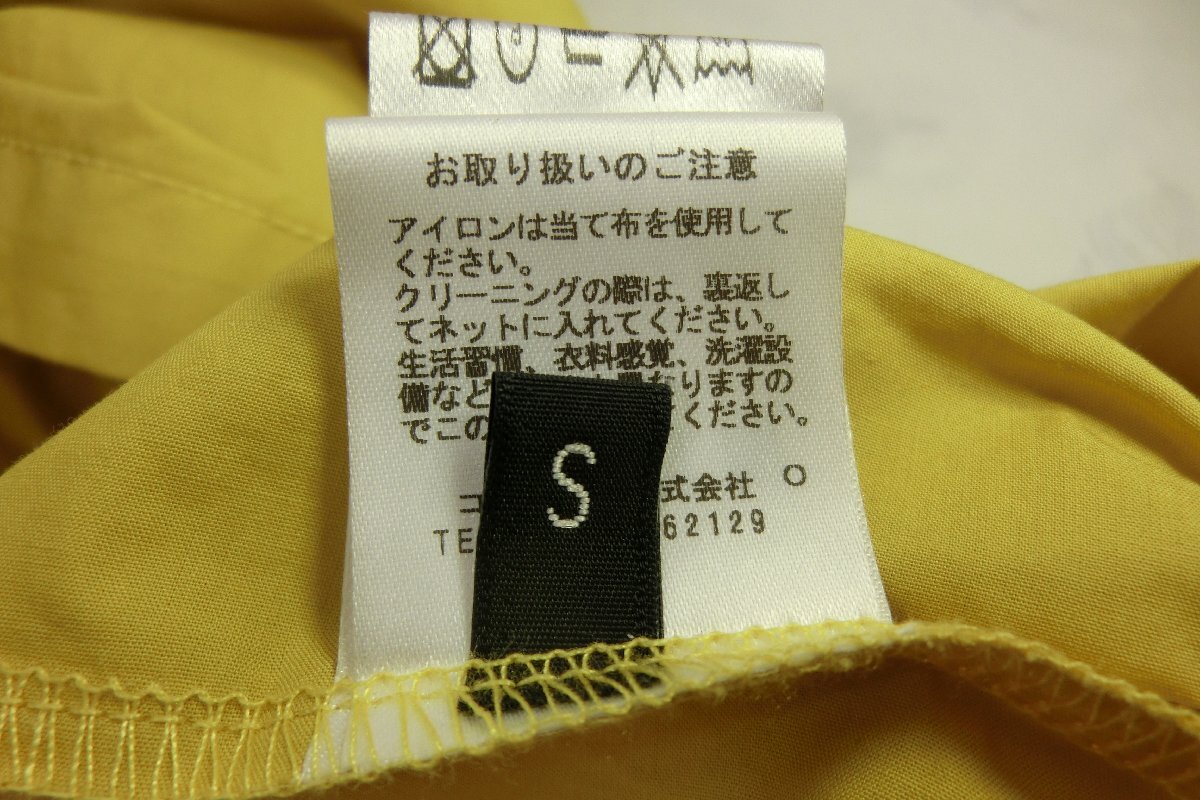 お取り扱いのご注意
アイロンは当て布を使用して
ください。
クリーニングの際は、裏返し
てネットに入れてください。
生活習慣、衣料感覚、洗濯設
備など 異なりますの
でこの ください。
コ 式会社
TE 62129
S